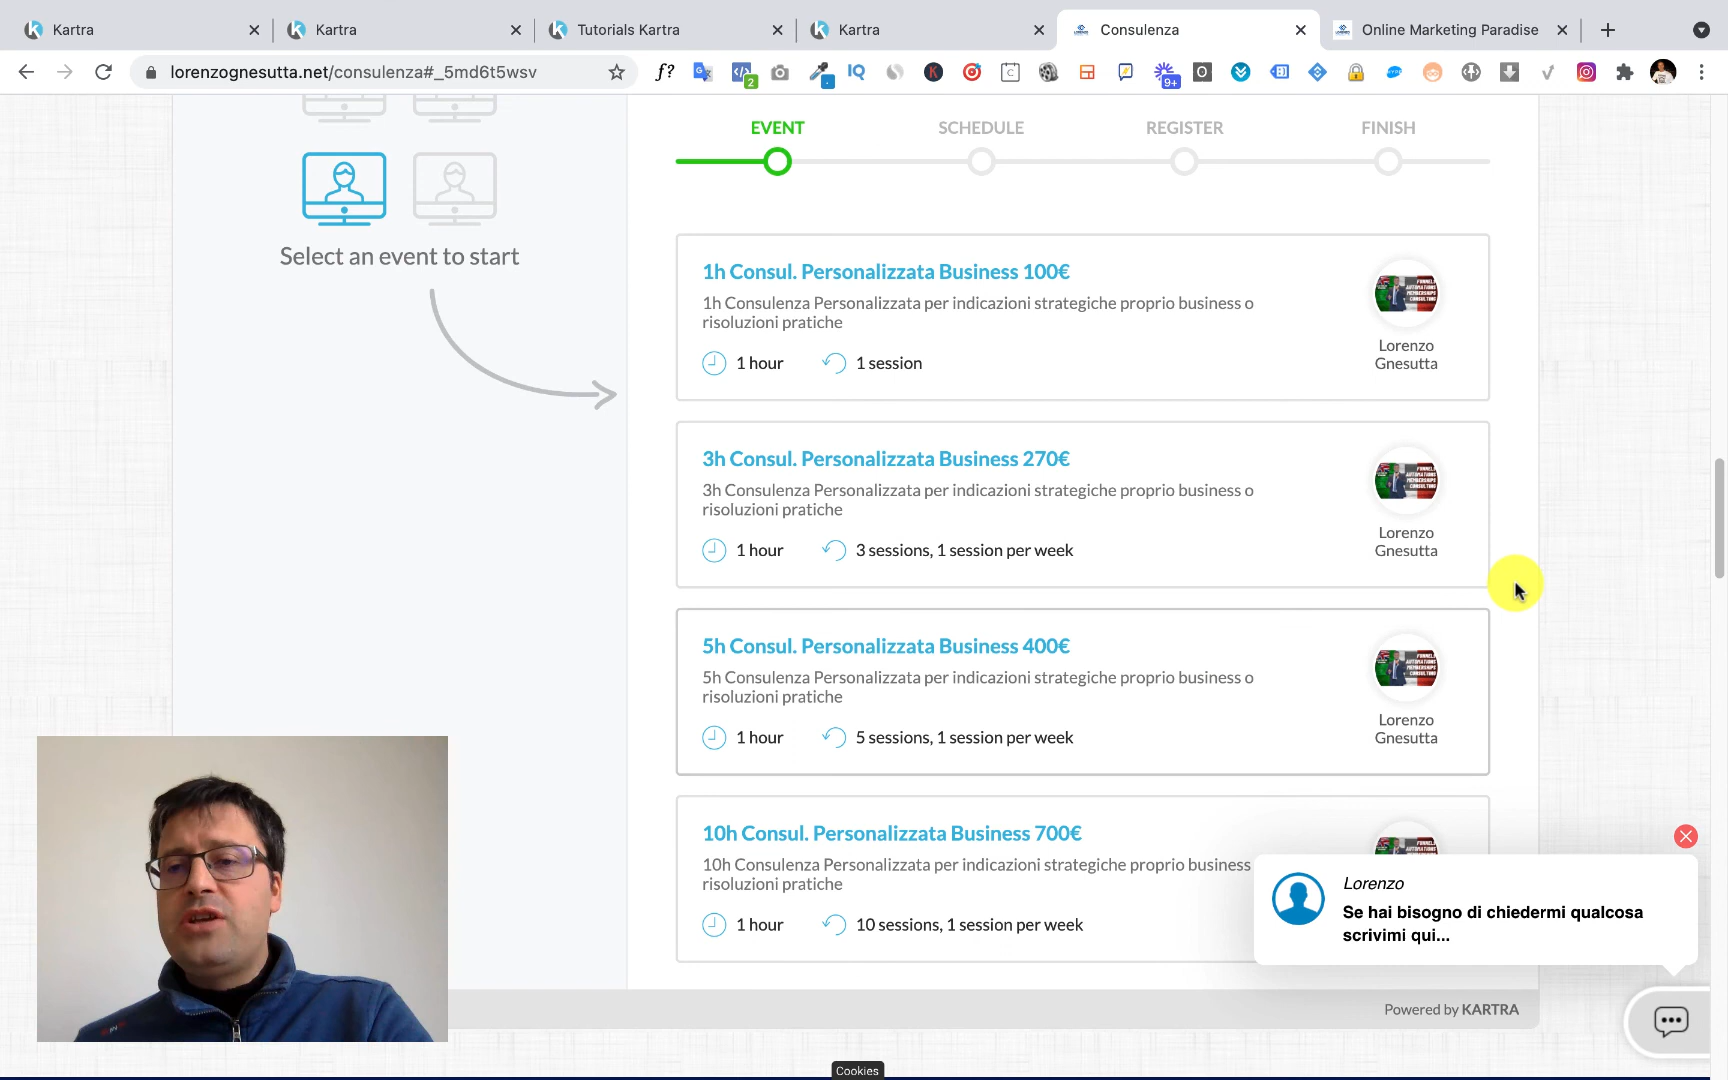 Kartra
Kartra
Tutorials Kartra
Kartra
Consulenza
Online Marketing Paradise
lorenzognesutta.net/consulenza#_5md6t5wsv
f?
2
IQ
K
C
9+
O
EVENT
SCHEDULE
REGISTER
FINISH
Select an event to start
1h Consul. Personalizzata Business 100€
1h Consulenza Personalizzata per indicazioni strategiche proprio business o
risoluzioni pratiche
1 hour
1 session
Lorenzo
Gnesutta
3h Consul. Personalizzata Business 270€
3h Consulenza Personalizzata per indicazioni strategiche proprio business o
risoluzioni pratiche
1 hour
3 sessions, 1 session per week
Lorenzo
Gnesutta
5h Consul. Personalizzata Business 400€
5h Consulenza Personalizzata per indicazioni strategiche proprio business o
risoluzioni pratiche
1 hour
5 sessions, 1 session per week
Lorenzo
Gnesutta
10h Consul. Personalizzata Business 700€
10h Consulenza Personalizzata per indicazioni strategiche proprio business
risoluzioni pratiche
1 hour
10 sessions, 1 session per week
Lorenzo
Se hai bisogno di chiedermi qualcosa
scrivimi qui...
Powered by KARTRA
Cookies